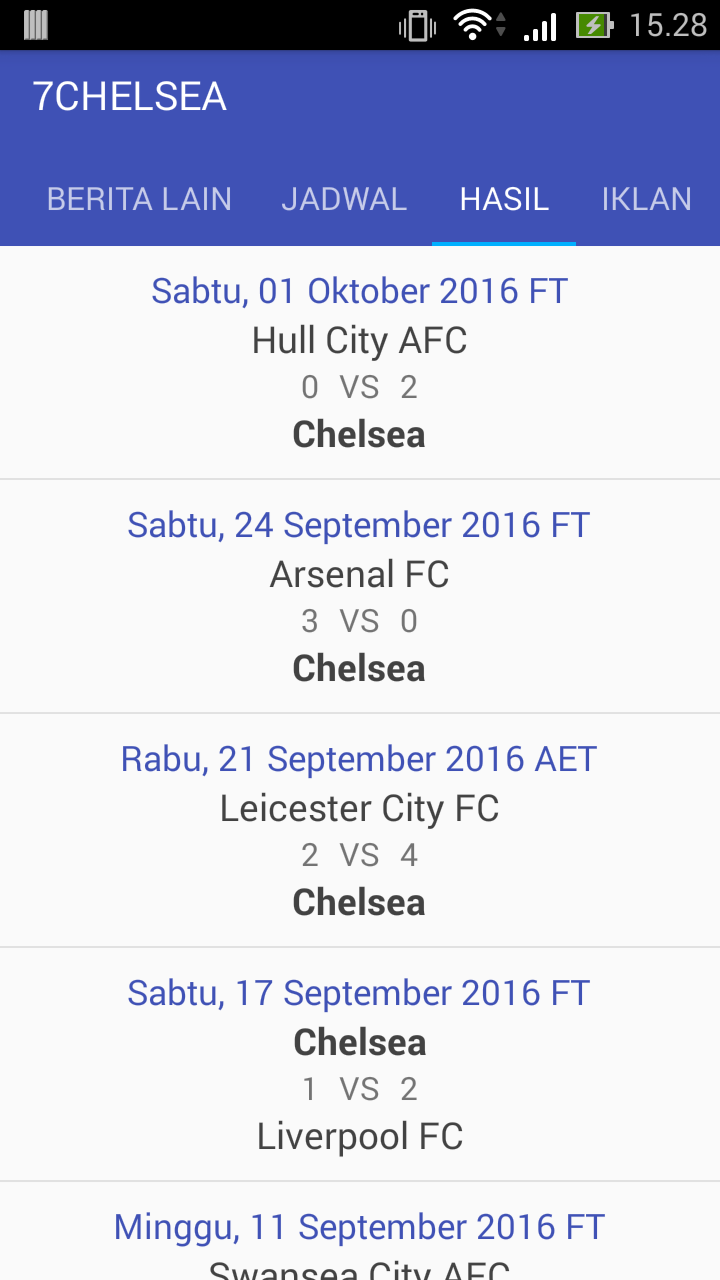 15.28
7CHELSEA
BERITA LAIN JADWAL HASIL IKLAN
Sabtu, 01 Oktober 2016 FT
Hull City AFC
0 VS 2
Chelsea
Sabtu, 24 September 2016 FT
Arsenal FC
3 VS 0
Chelsea
Rabu, 21 September 2016 AET
Leicester City FC
2 VS 4
Chelsea
Sabtu, 17 September 2016 FT
Chelsea
1 VS 2
Liverpool FC
Minggu, 11 September 2016 FT
Swansea City AFC